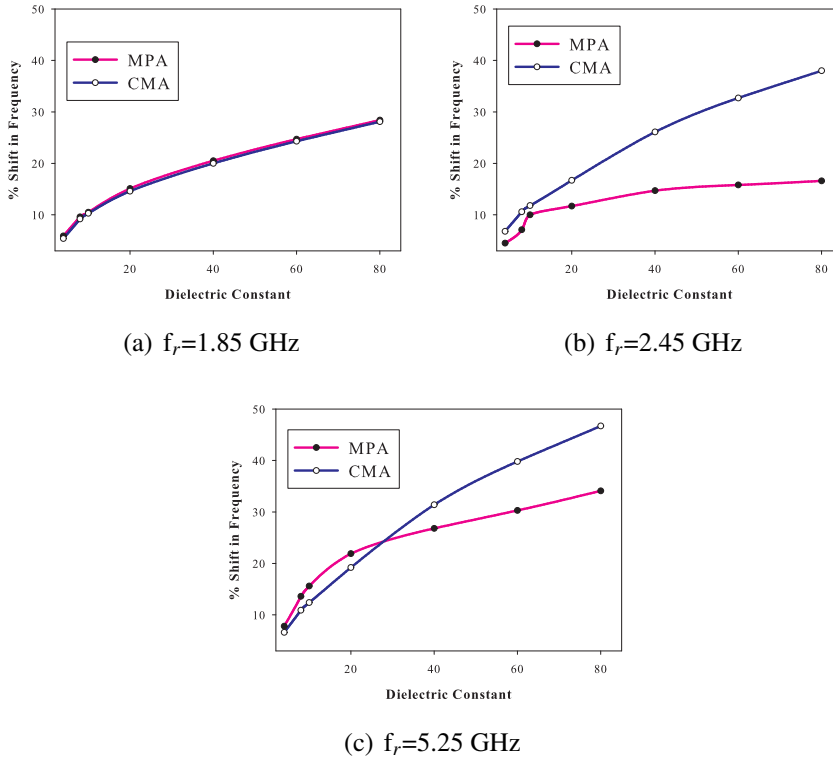 50
40
30
20
10
% Shift in Frequency
MPA
CMA
20 40 60 80
Dielectric Constant
(a) fᵣ=1.85 GHz
50
40
30
20
10
% Shift in Frequency
MPA
CMA
20 40 60 80
Dielectric Constant
(b) fᵣ=2.45 GHz
50
40
30
20
10
% Shift in Frequency
MPA
CMA
20 40 60 80
Dielectric Constant
(c) fᵣ=5.25 GHz